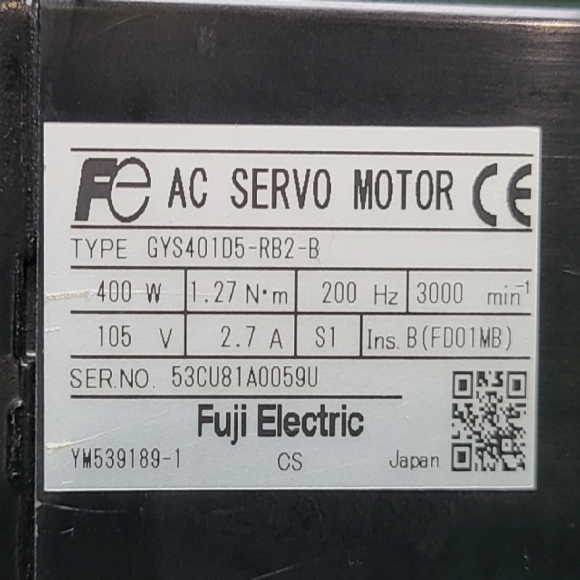 Fe AC SERVO MOTOR CE
TYPE GYS401D5-RB2-B
400 W 1.27 N·m 200 Hz 3000 min⁻¹
105 V 2.7 A S1 Ins. B(FD01MB)
SER.NO. 53CU81A0059U
Fuji Electric
YM539189-1 CS Japan